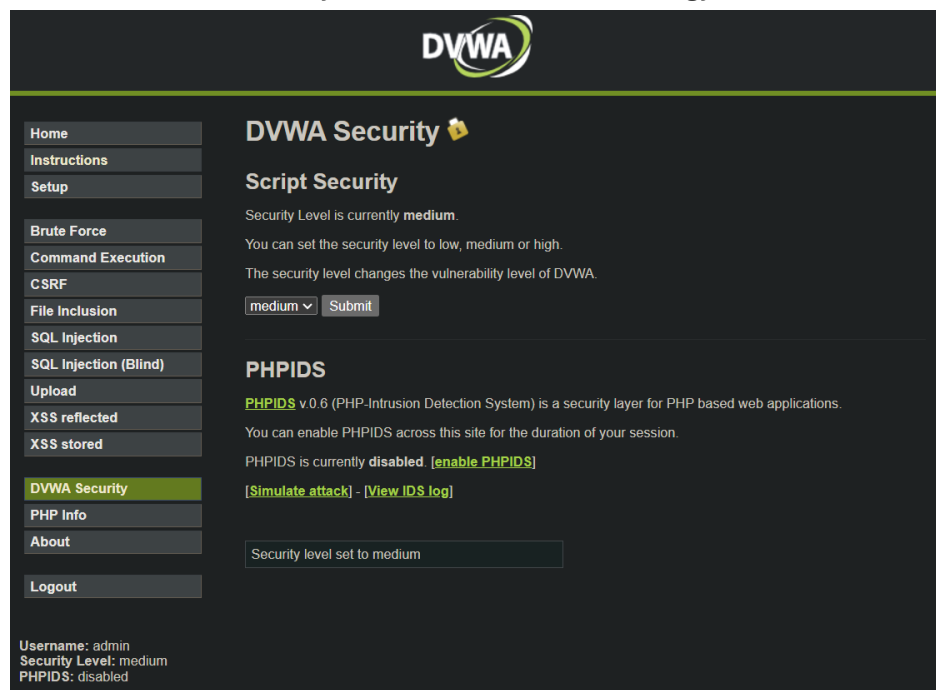 DVWA
Home
Instructions
Setup
Brute Force
Command Execution
CSRF
File Inclusion
SQL Injection
SQL Injection (Blind)
Upload
XSS reflected
XSS stored
DVWA Security
PHP Info
About
Logout
Username: admin
Security Level: medium
PHPIDS: disabled
DVWA Security
Script Security
Security Level is currently medium.
You can set the security level to low, medium or high.
The security level changes the vulnerability level of DVWA.
medium Submit
PHPIDS
PHPIDS v.0.6 (PHP-Intrusion Detection System) is a security layer for PHP based web applications.
You can enable PHPIDS across this site for the duration of your session.
PHPIDS is currently disabled. [enable PHPIDS]
[Simulate attack] - [View IDS log]
Security level set to medium